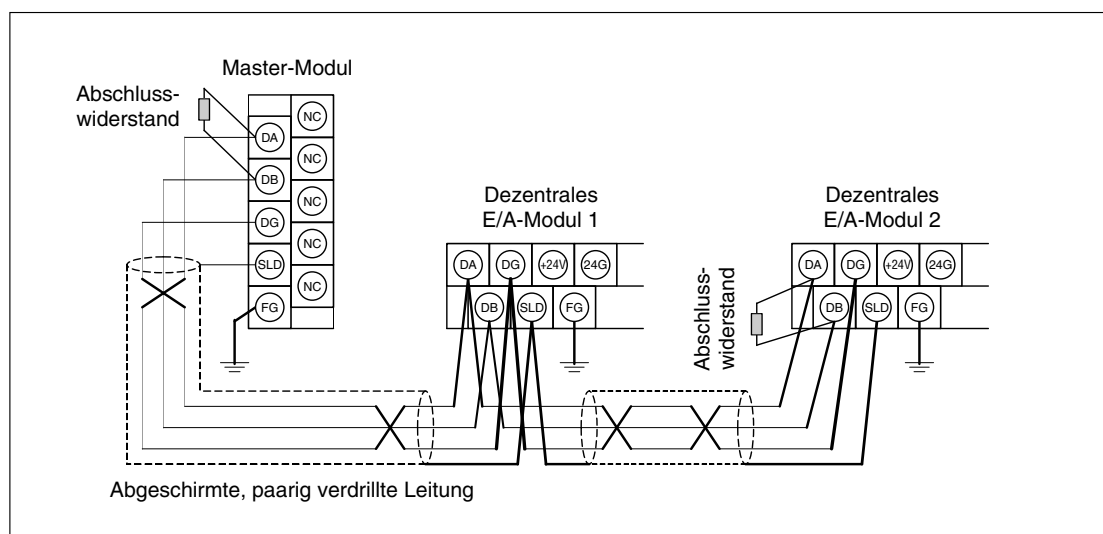 Master-Modul
Abschluss-
widerstand
NC
DA
NC
DB
NC
DG
NC
SLD
NC
FG
Dezentrales
E/A-Modul 1
DA
DG
+24V
24G
DB
SLD
FG
Dezentrales
E/A-Modul 2
DA
DG
+24V
24G
DB
SLD
FG
Abschluss-
widerstand
Abgeschirmte, paarig verdrillte Leitung